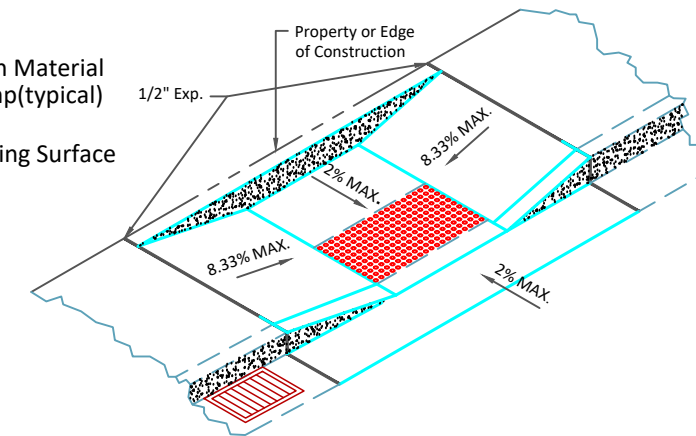 Property or Edge
of Construction
Material
p(typical)
1/2" Exp.
ing Surface
8.33% MAX.
2% MAX.
8.33% MAX.
2% MAX.